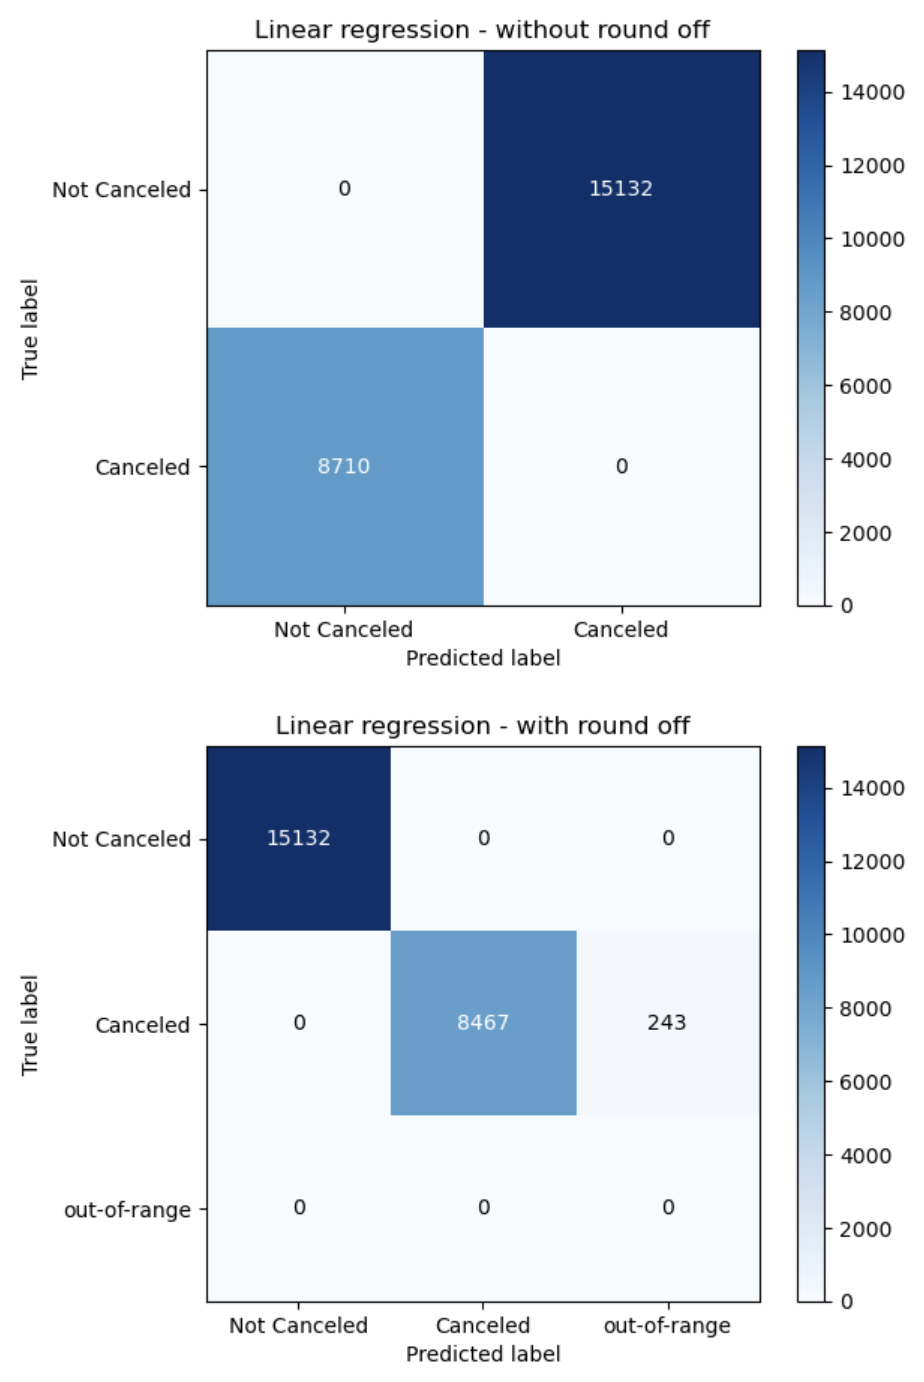 Linear regression - without round off
Not Canceled
0
15132
True label
Canceled
8710
0
Not Canceled
Canceled
Predicted label
14000
12000
10000
8000
6000
4000
2000
0
Linear regression - with round off
Not Canceled
15132
0
0
True label
Canceled
0
8467
243
out-of-range
0
0
0
Not Canceled
Canceled
out-of-range
Predicted label
14000
12000
10000
8000
6000
4000
2000
0